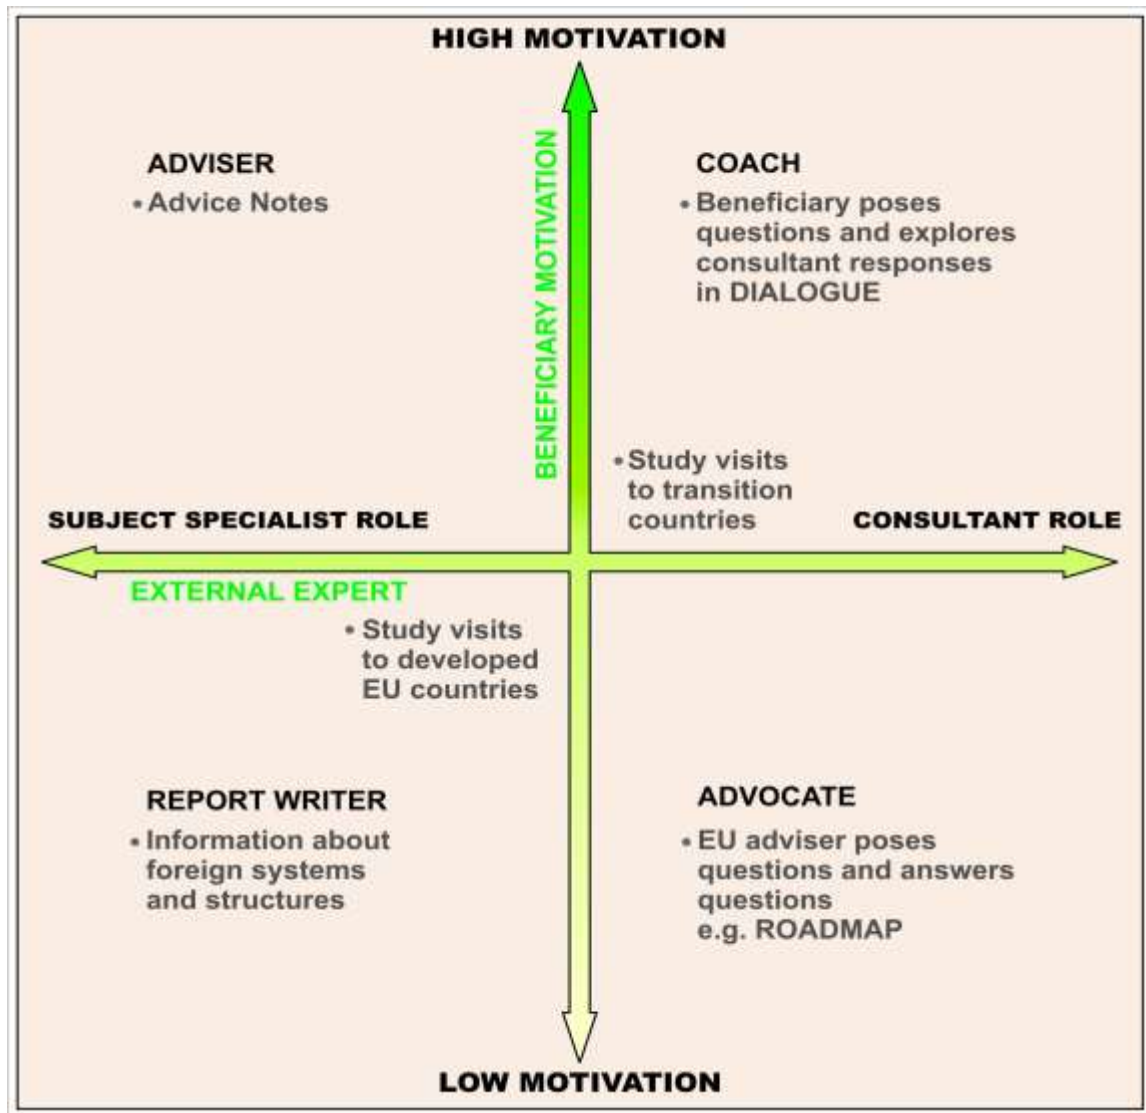 HIGH MOTIVATION
ADVISER
• Advice Notes
BENEFICIARY MOTIVATION
COACH
• Beneficiary poses
questions and explores
consultant responses
in DIALOGUE
• Study visits
to transition
countries
SUBJECT SPECIALIST ROLE
CONSULTANT ROLE
EXTERNAL EXPERT
• Study visits
to developed
EU countries
REPORT WRITER
• Information about
foreign systems
and structures
ADVOCATE
• EU adviser poses
questions and answers
questions
e.g. ROADMAP
LOW MOTIVATION